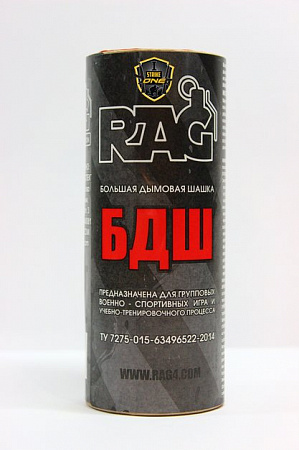 STRIKE
ONE
RAG
БОЛЬШАЯ ДЫМОВАЯ ШАШКА
БДШ
ПРЕДНАЗНАЧЕНА ДЛЯ ГРУППОВЫХ
ВОЕННО - СПОРТИВНЫХ ИГРА И
УЧЕБНО-ТРЕНИРОВОЧНОГО ПРОЦЕССА
ТУ 7275-015-63496522-2014
WWW.RAG4.COM